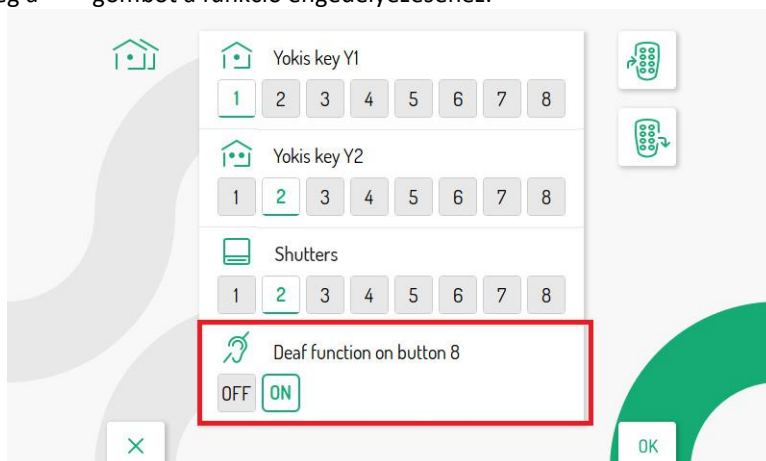 gombot a funkció engedélyezéséhez.
Yokis key Y1
1 2 3 4 5 6 7 8
Yokis key Y2
1 2 3 4 5 6 7 8
Shutters
1 2 3 4 5 6 7 8
Deaf function on button 8
OFF ON
OK